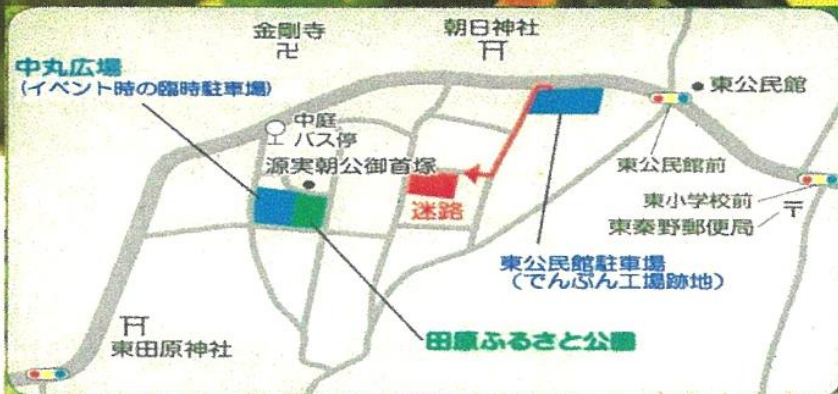 金剛寺
卍
朝日神社
中丸広場
(イベント時の臨時駐車場)
東公民館
中庭
バス停
源実朝公御首塚
東公民館前
迷路
東小学校前
東秦野郵便局
〒
東公民館駐車場
(でんぷん工場跡地)
田原ふるさと公園
東田原神社